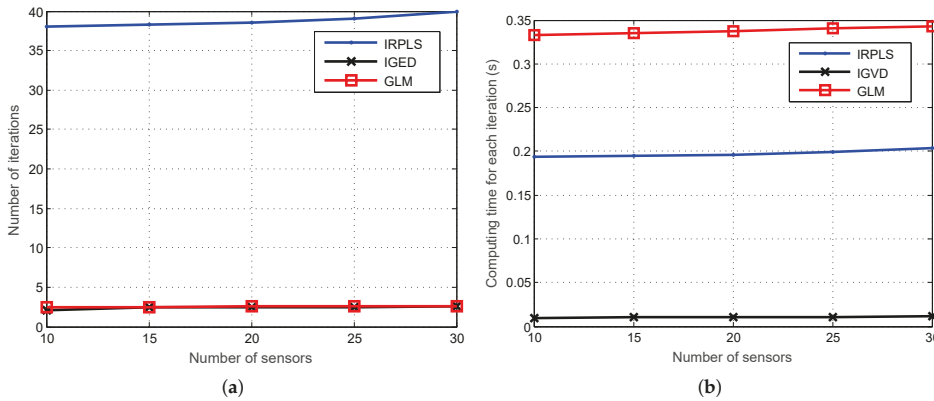 40
35
30
25
20
15
10
5
0
Number of iterations
IRPLS
IGED
GLM
10 15 20 25 30
Number of sensors
(a)
0.35
0.3
0.25
0.2
0.15
0.1
0.05
0
Computing time for each iteration (s)
IRPLS
IGVD
GLM
10 15 20 25 30
Number of sensors
(b)